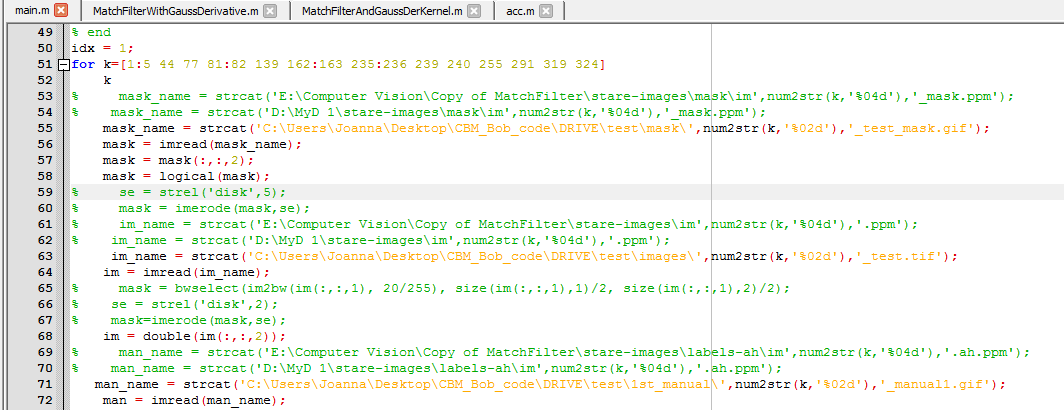 main.m MatchFilterWithGaussDerivative.m MatchFilterAndGaussDerKernel.m acc.m
49 % end
50 idx = 1;
51 for k=[1:5 44 77 81:82 139 162:163 235:236 239 240 255 291 319 324]
52 k
53 % mask_name = strcat('E:\Computer Vision\Copy of MatchFilter\stare-images\mask\im',num2str(k,'%04d'),'_mask.ppm');
54 % mask_name = strcat('D:\MyD 1\stare-images\mask\im',num2str(k,'%04d'),'_mask.ppm');
55 mask_name = strcat('C:\Users\Joanna\Desktop\CBM_Bob_code\DRIVE\test\mask\',num2str(k,'%02d'),'_test_mask.gif');
56 mask = imread(mask_name);
57 mask = mask(:,:,2);
58 mask = logical(mask);
59 % se = strel('disk',5);
60 % mask = imerode(mask,se);
61 % im_name = strcat('E:\Computer Vision\Copy of MatchFilter\stare-images\im',num2str(k,'%04d'),'.ppm');
62 % im_name = strcat('D:\MyD 1\stare-images\im',num2str(k,'%04d'),'.ppm');
63 im_name = strcat('C:\Users\Joanna\Desktop\CBM_Bob_code\DRIVE\test\images\',num2str(k,'%02d'),'_test.tif');
64 im = imread(im_name);
65 % mask = bwselect(im2bw(im(:,:,1), 20/255), size(im(:,:,1),1)/2, size(im(:,:,1),2)/2);
66 % se = strel('disk',2);
67 % mask=imerode(mask,se);
68 im = double(im(:,:,2));
69 % man_name = strcat('E:\Computer Vision\Copy of MatchFilter\stare-images\labels-ah\im',num2str(k,'%04d'),'.ah.ppm');
70 % man_name = strcat('D:\MyD 1\stare-images\labels-ah\im',num2str(k,'%04d'),'.ah.ppm');
71 man_name = strcat('C:\Users\Joanna\Desktop\CBM_Bob_code\DRIVE\test\1st_manual\',num2str(k,'%02d'),'_manual1.gif');
72 man = imread(man_name);